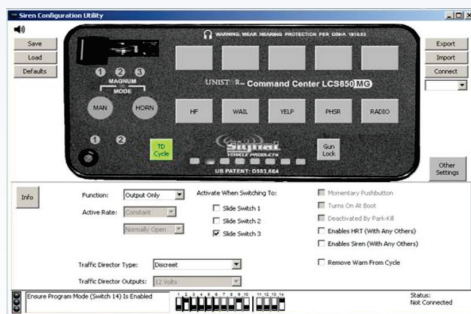 Siren Configuration Utility
Save
Load
Defaults
WARNING: WEAR HEARING PROTECTION PER OSHA 1910.95
1 2 3
MAGNUM
MODE
MAN
HORN
1 2
Command Center LCS850 MG
HF
WAIL
YELP
PHSR
RADIO
TD
Cycle
Signal
VEHICLE PRODUCTS
Gun
Lock
US PATENT: D583,664
Export
Import
Connect
Other
Settings
Info
Function:
Output Only
Active Rate:
Constant
Normally Open
Activate When Switching To:
Slide Switch 1
Slide Switch 2
Slide Switch 3
Momentary Pushbutton
Turns On At Boot
Deactivated By Park-Kill
Enables HRT (With Any Others)
Enables Siren (With Any Others)
Remove Warn From Cycle
Traffic Director Type:
Discreet
Traffic Director Outputs:
12 Volts
Ensure Program Mode (Switch 14) Is Enabled
1 2 3 4 5 6 7 8 9 10 11 12 13 14
Status:
Not Connected